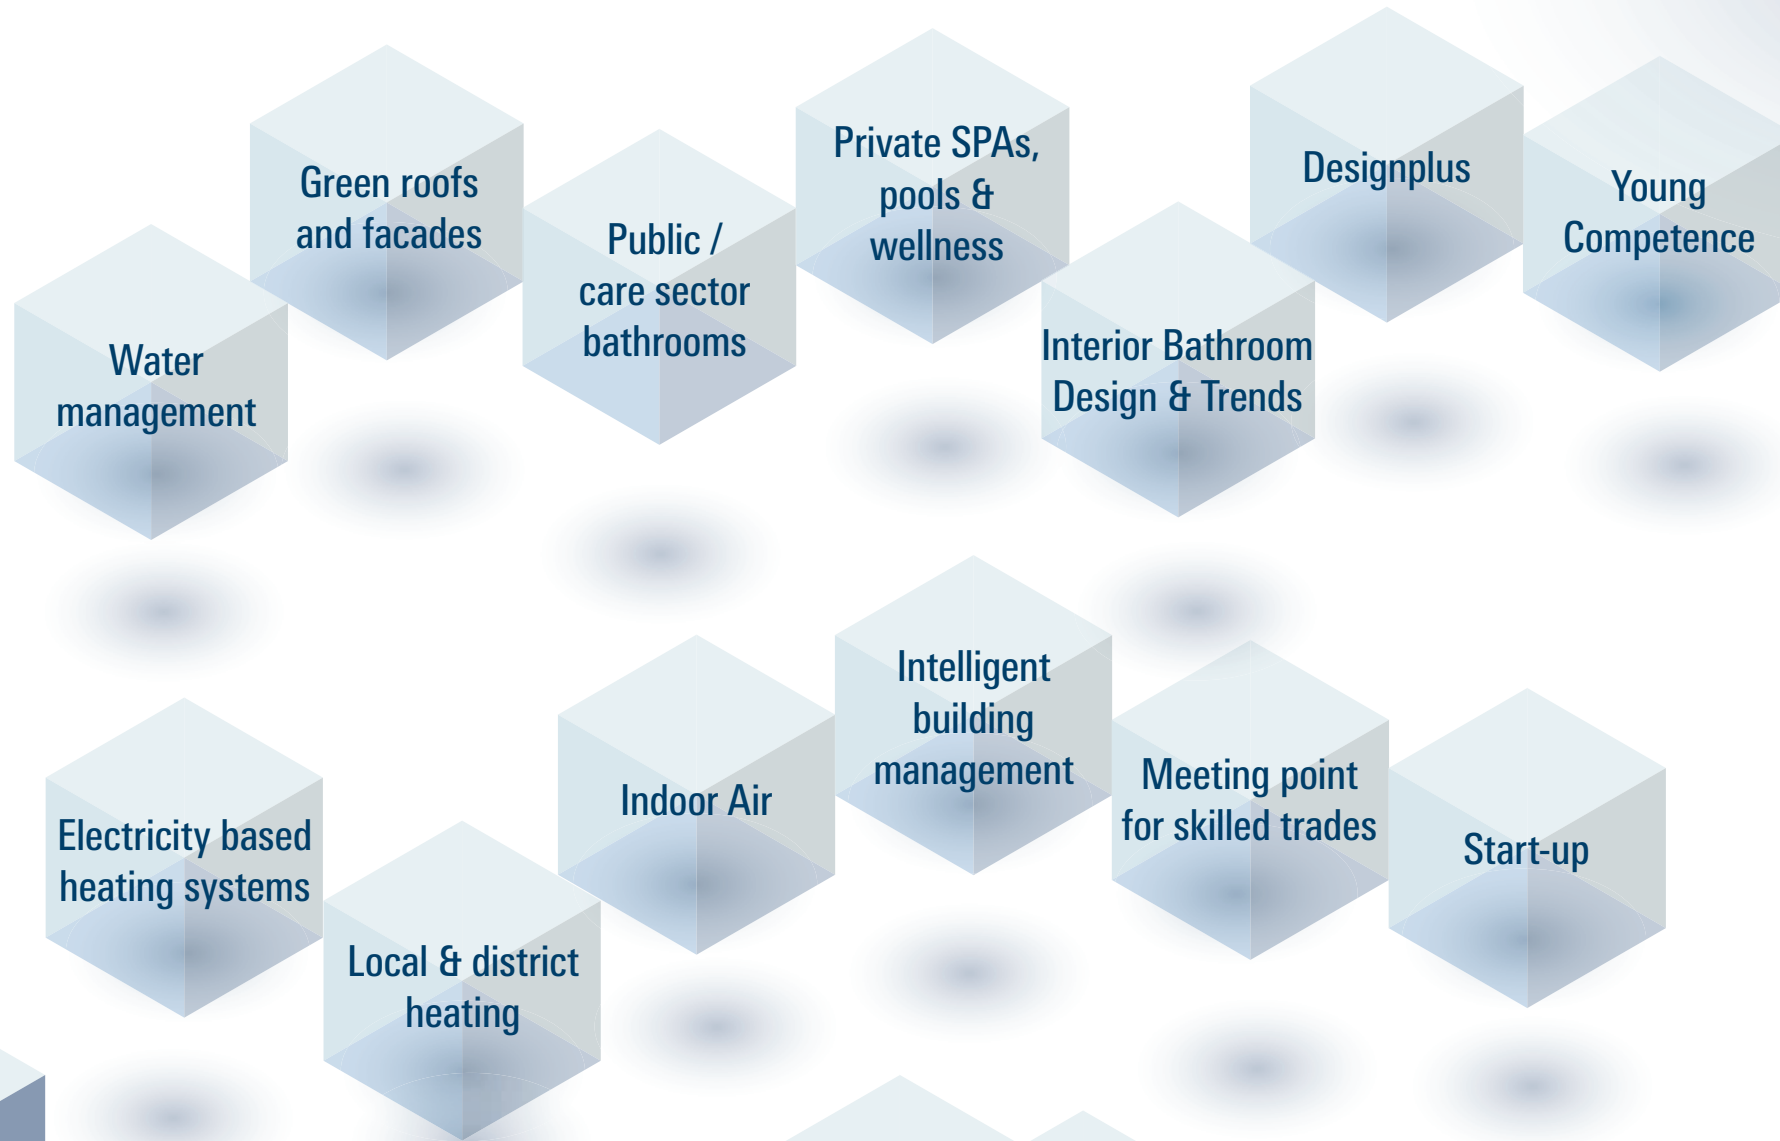 Water
management
Green roofs
and facades
Public /
care sector
bathrooms
Private SPAs,
pools &
wellness
Interior Bathroom
Design & Trends
Designplus
Young
Competence
Electricity based
heating systems
Local & district
heating
Indoor Air
Intelligent
building
management
Meeting point
for skilled trades
Start-up